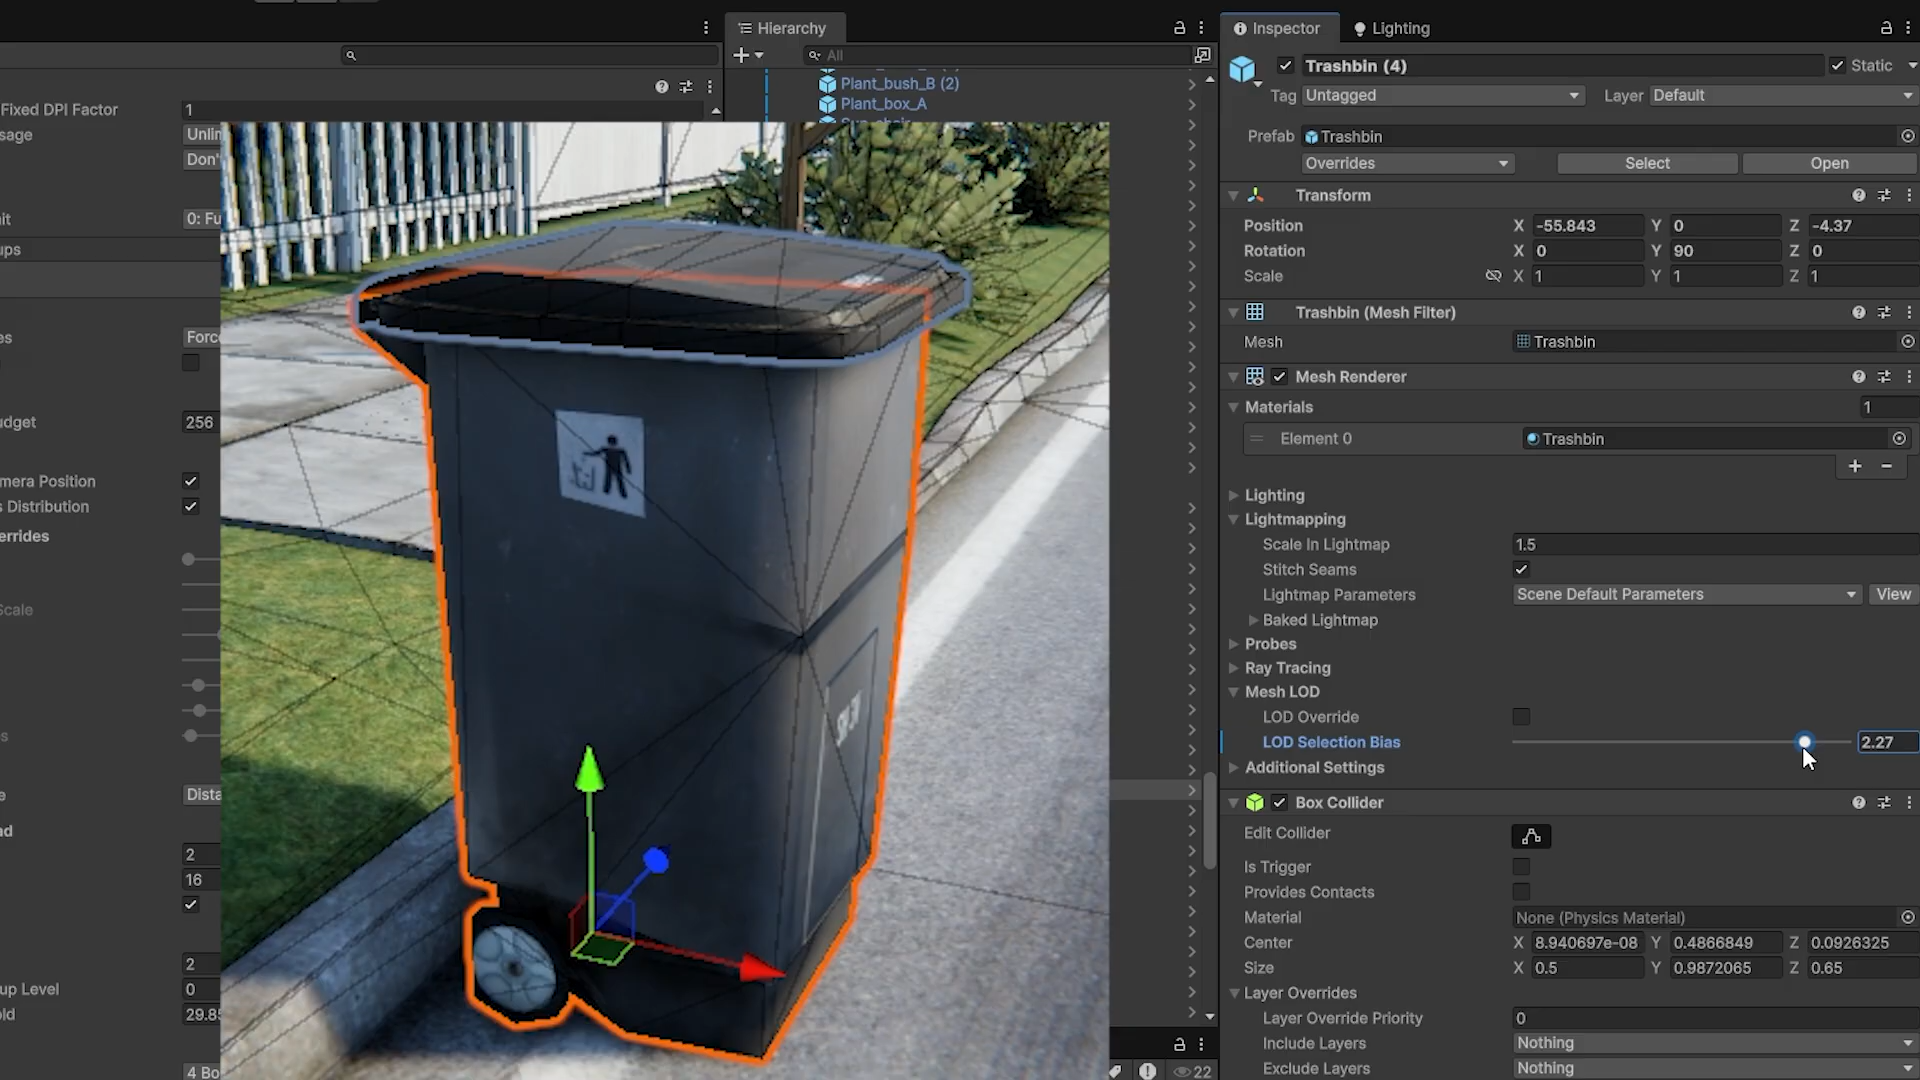 Hierarchy
All
Plant_bush_B (2)
Plant_box_A
Fixed DPI Factor 1
sage Unlin
Don'
it 0: Fu
ups
es Force
udget 256
mera Position
s Distribution
errides
Scale
s
e Dista
ad
2
16
2
up Level 0
ld 29.85
4 Bo
22
Inspector
Lighting
Trashbin (4) Static
Tag Untagged Layer Default
Prefab Trashbin
Overrides Select Open
Transform
Position X -55.843 Y 0 Z -4.37
Rotation X 0 Y 90 Z 0
Scale X 1 Y 1 Z 1
Trashbin (Mesh Filter)
Mesh Trashbin
Mesh Renderer
Materials 1
Element 0 Trashbin
+ −
Lighting
Lightmapping
Scale In Lightmap 1.5
Stitch Seams
Lightmap Parameters Scene Default Parameters View
Baked Lightmap
Probes
Ray Tracing
Mesh LOD
LOD Override
LOD Selection Bias 2.27
Additional Settings
Box Collider
Edit Collider
Is Trigger
Provides Contacts
Material None (Physics Material)
Center X 8.940697e-08 Y 0.4866849 Z 0.0926325
Size X 0.5 Y 0.9872065 Z 0.65
Layer Overrides
Layer Override Priority 0
Include Layers Nothing
Exclude Layers Nothing